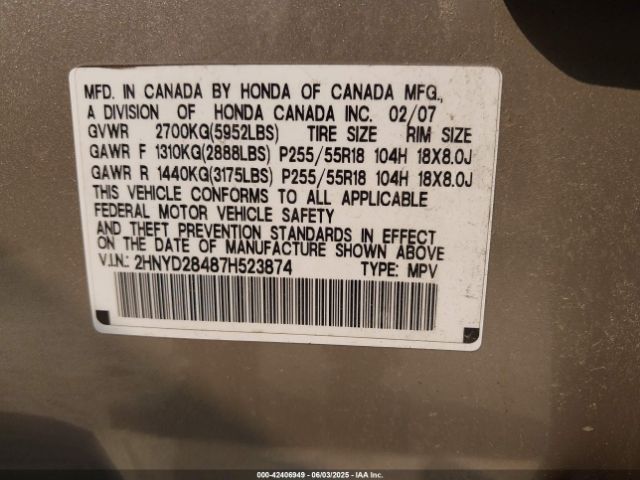 MFD. IN CANADA BY HONDA OF CANADA MFG.,
A DIVISION OF HONDA CANADA INC. 02/07
GVWR 2700KG(5952LBS) TIRE SIZE RIM SIZE
GAWR F 1310KG(2888LBS) P255/55R18 104H 18X8.0J
GAWR R 1440KG(3175LBS) P255/55R18 104H 18X8.0J
THIS VEHICLE CONFORMS TO ALL APPLICABLE
FEDERAL MOTOR VEHICLE SAFETY
AND THEFT PREVENTION STANDARDS IN EFFECT
ON THE DATE OF MANUFACTURE SHOWN ABOVE
V.I.N.: 2HNYD28487H523874 TYPE: MPV
000-42406949 - 06/03/2025 - IAA Inc.